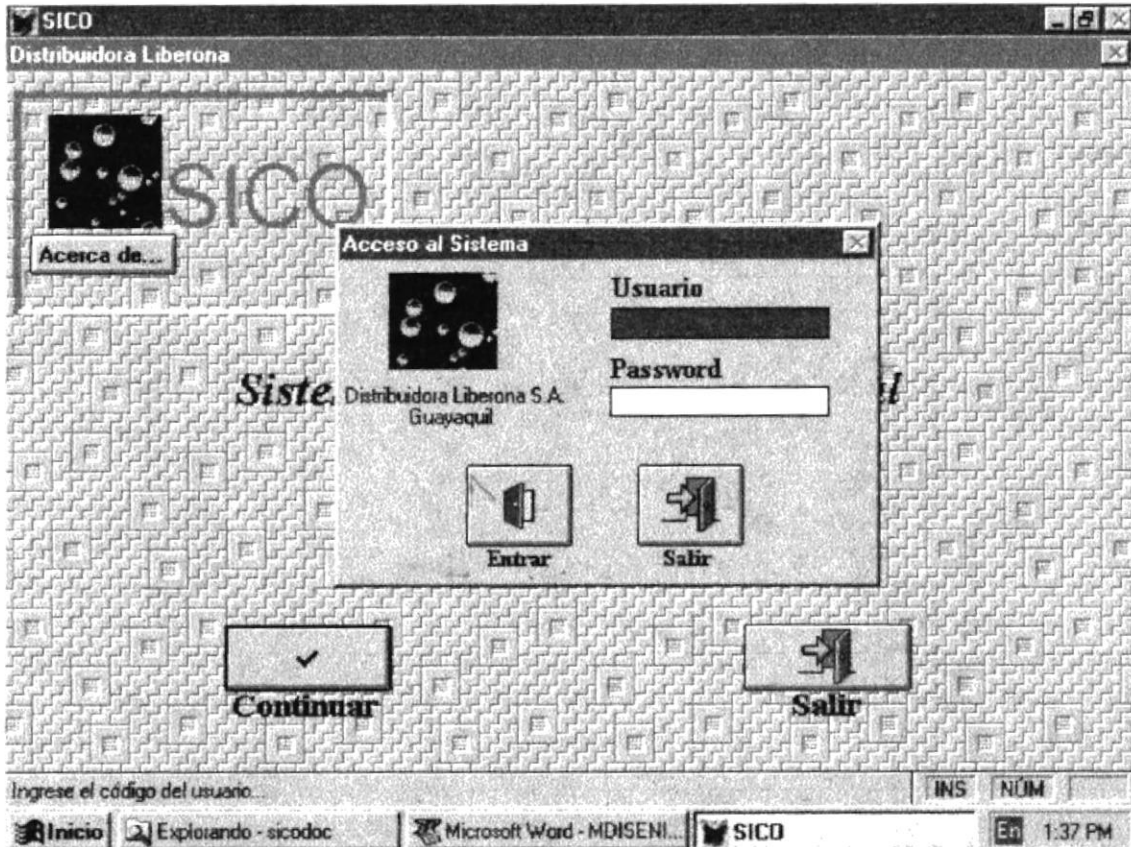 SICO
Distribuidora Liberona
SICO
Acerca de...
Acceso al Sistema
Usuario
Password
Distribuidora Liberona S.A.
Guayaquil
Entrar
Salir
Continuar
Salir
Ingrese el código del usuario...
INS NÚM
Inicio Explorando - sicodoc Microsoft Word - MDISENI... SICO En 1:37 PM